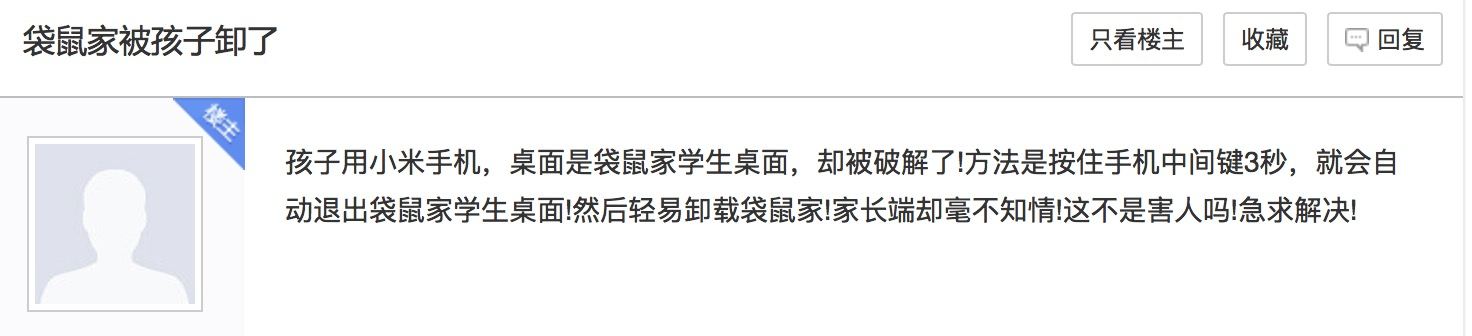 袋鼠家被孩子卸了
只看楼主
收藏
回复
楼主
孩子用小米手机，桌面是袋鼠家学生桌面，却被破解了!方法是按住手机中间键3秒，就会自
动退出袋鼠家学生桌面!然后轻易卸载袋鼠家!家长端却毫不知情!这不是害人吗!急求解决!